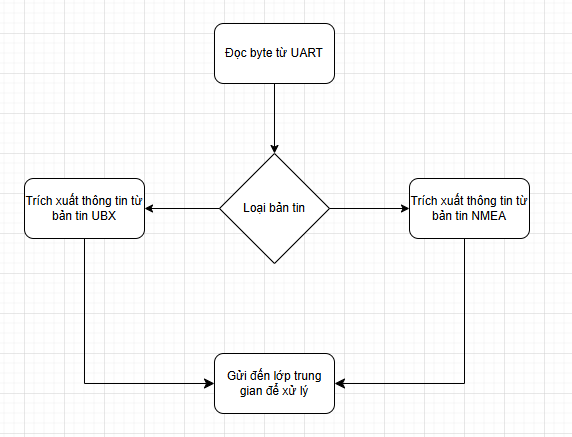 Đọc byte từ UART
Trích xuất thông tin từ
bản tin UBX
Loại bản tin
Trích xuất thông tin từ
bản tin NMEA
Gửi đến lớp trung
gian để xử lý